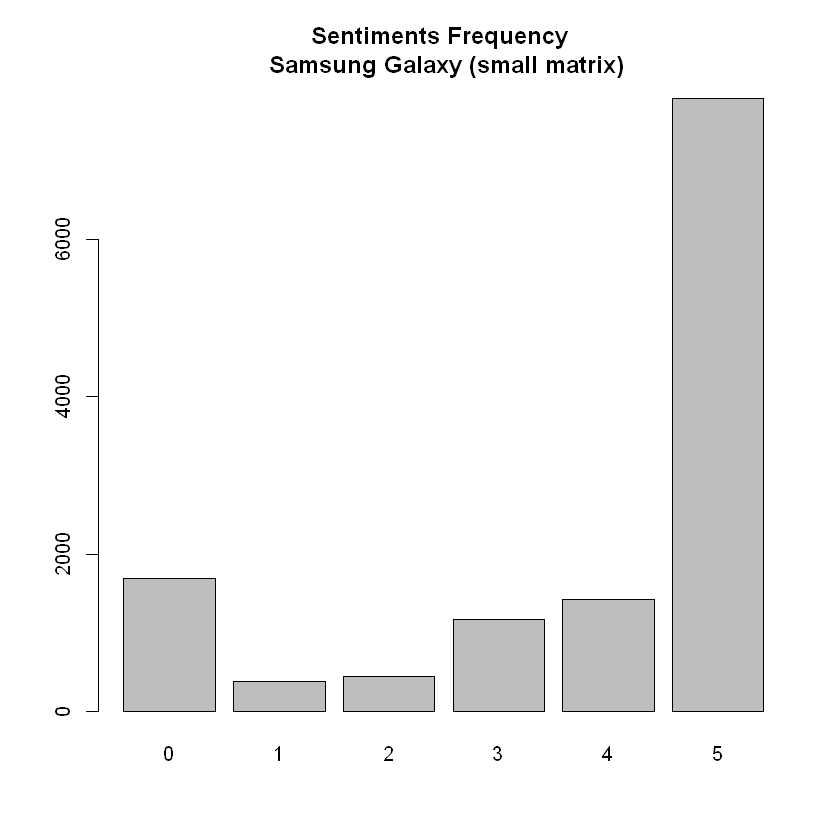 Sentiments Frequency
Samsung Galaxy (small matrix)
6000
4000
2000
0
0 1 2 3 4 5